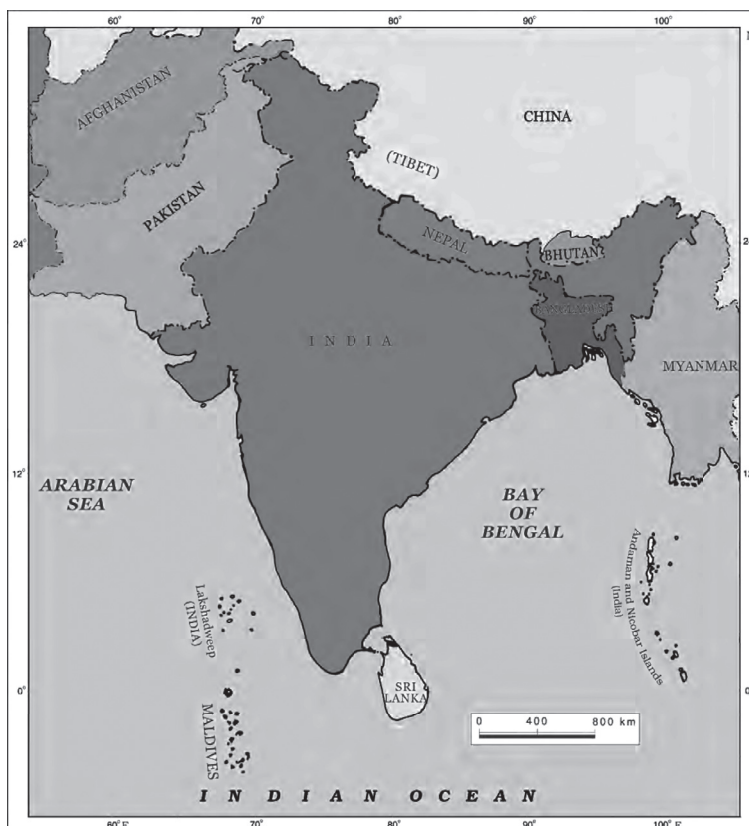 60° 70° 80° 90° 100°
AFGHANISTAN
CHINA
(TIBET)
PAKISTAN
24°
NEPAL
BHUTAN
BANGLADESH
I N D I A
MYANMAR
12°
ARABIAN
SEA
BAY
OF
BENGAL
Lakshadweep
(INDIA)
Andaman and Nicobar Islands
(India)
0°
SRI
LANKA
MALDIVES
0 400 800 km
I N D I A N O C E A N
60° E 70° 80° 90° 100° E